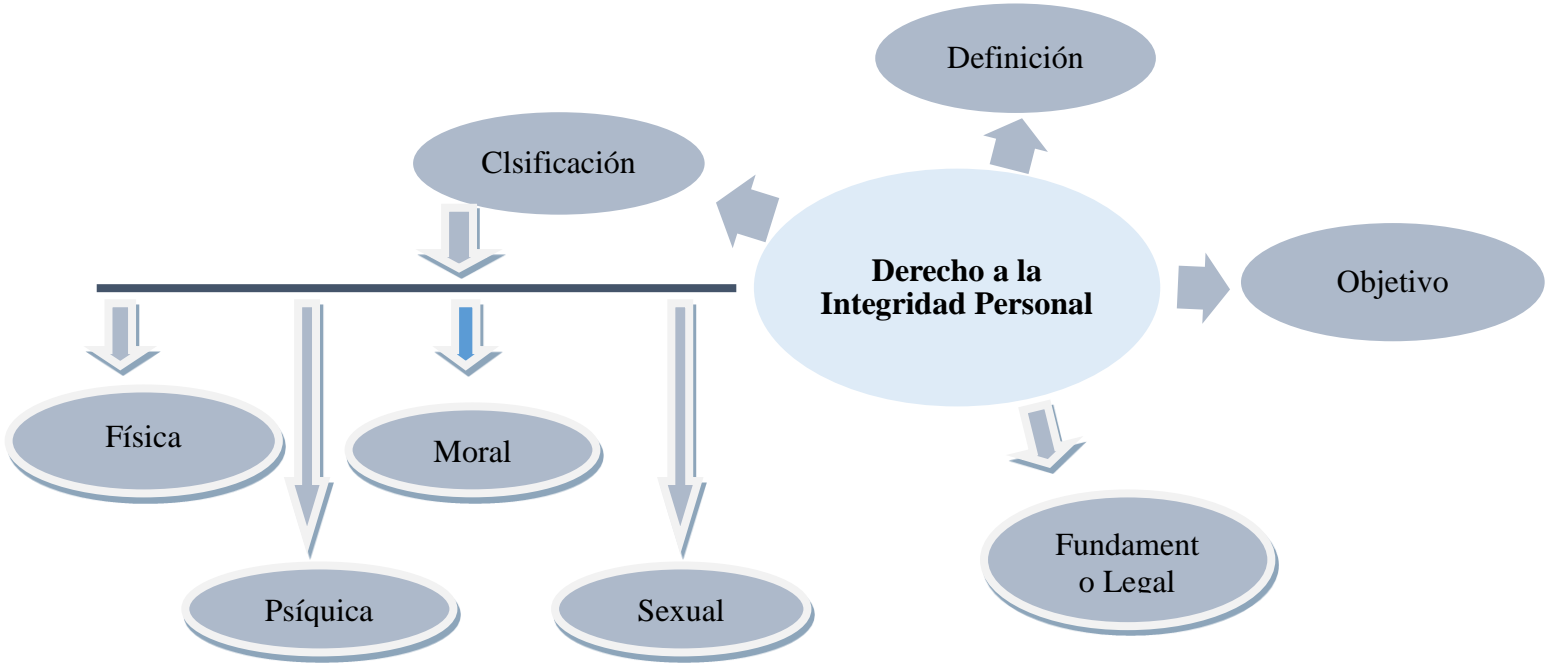 Definición
Clsificación
Derecho a la
Integridad Personal
Objetivo
Física
Moral
Fundament
o Legal
Psíquica
Sexual